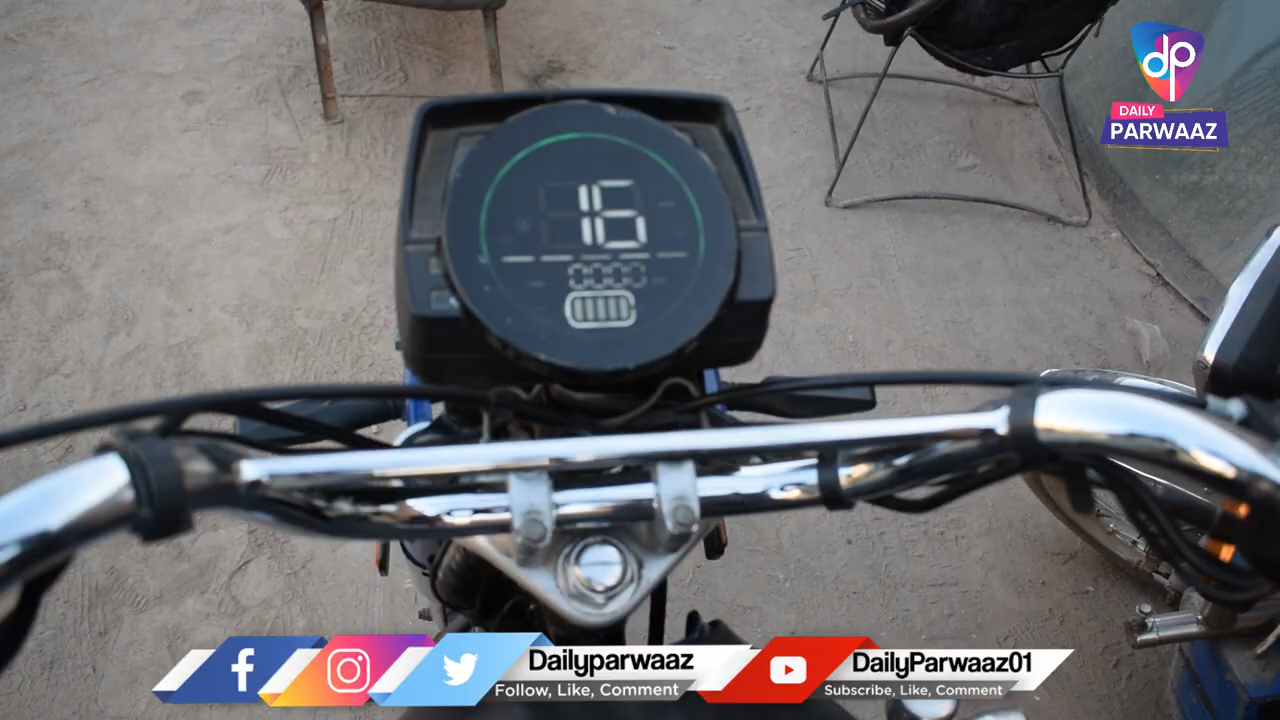 dp
DAILY
PARWAAZ
16
0000
f
Dailyparwaaz
Follow, Like, Comment
DailyParwaaz01
Subscribe, Like, Comment